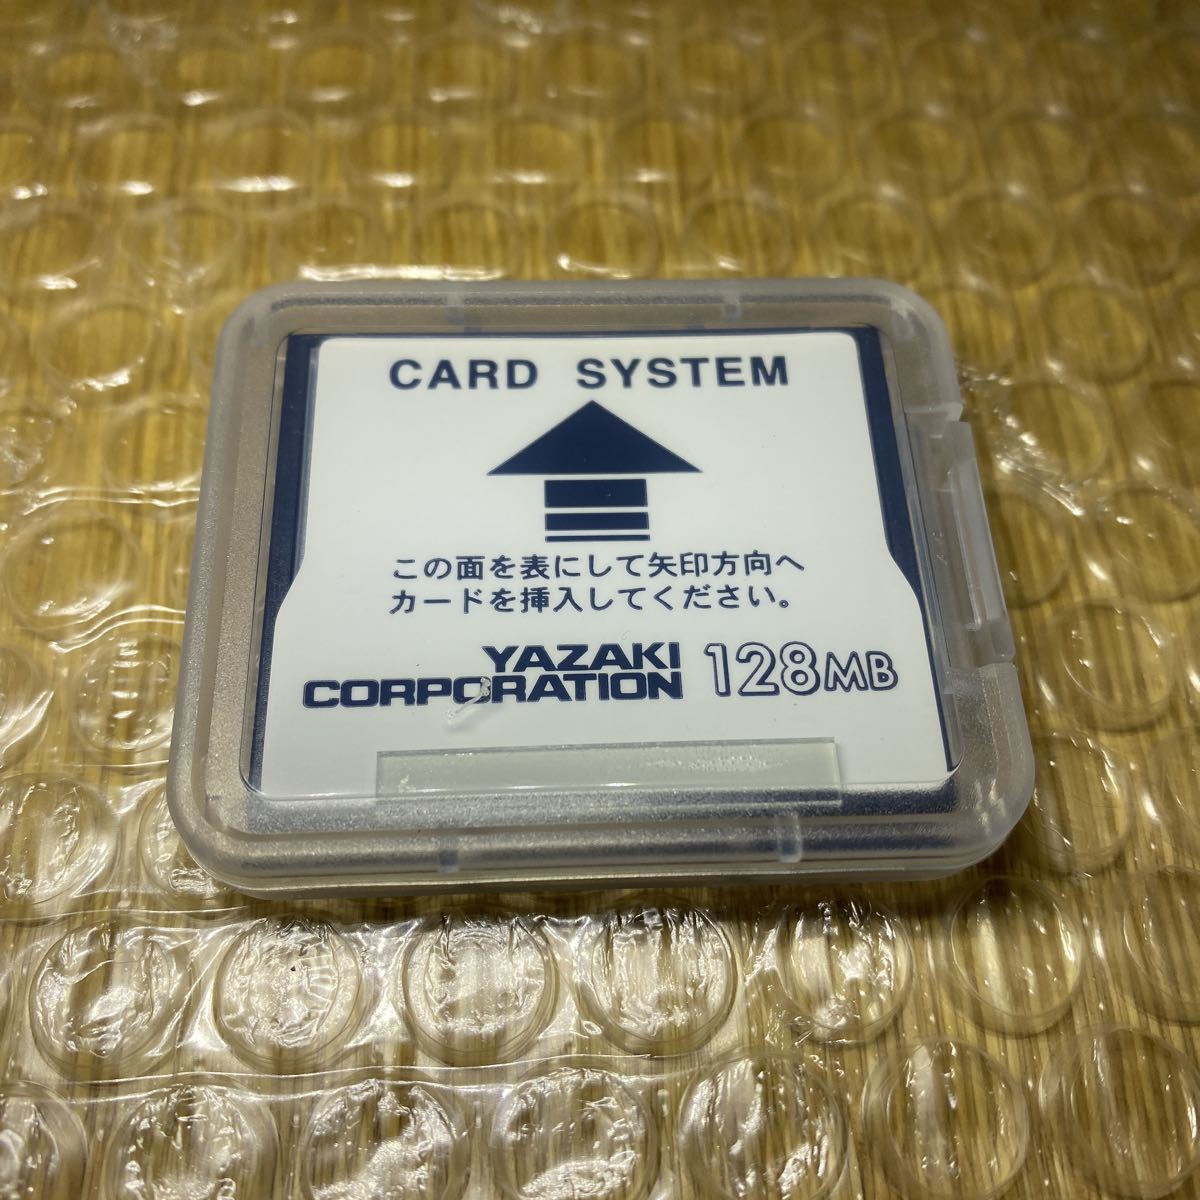 CARD SYSTEM
この面を表にして矢印方向へ
カードを挿入してください。
YAZAKI
CORPORATION 128MB